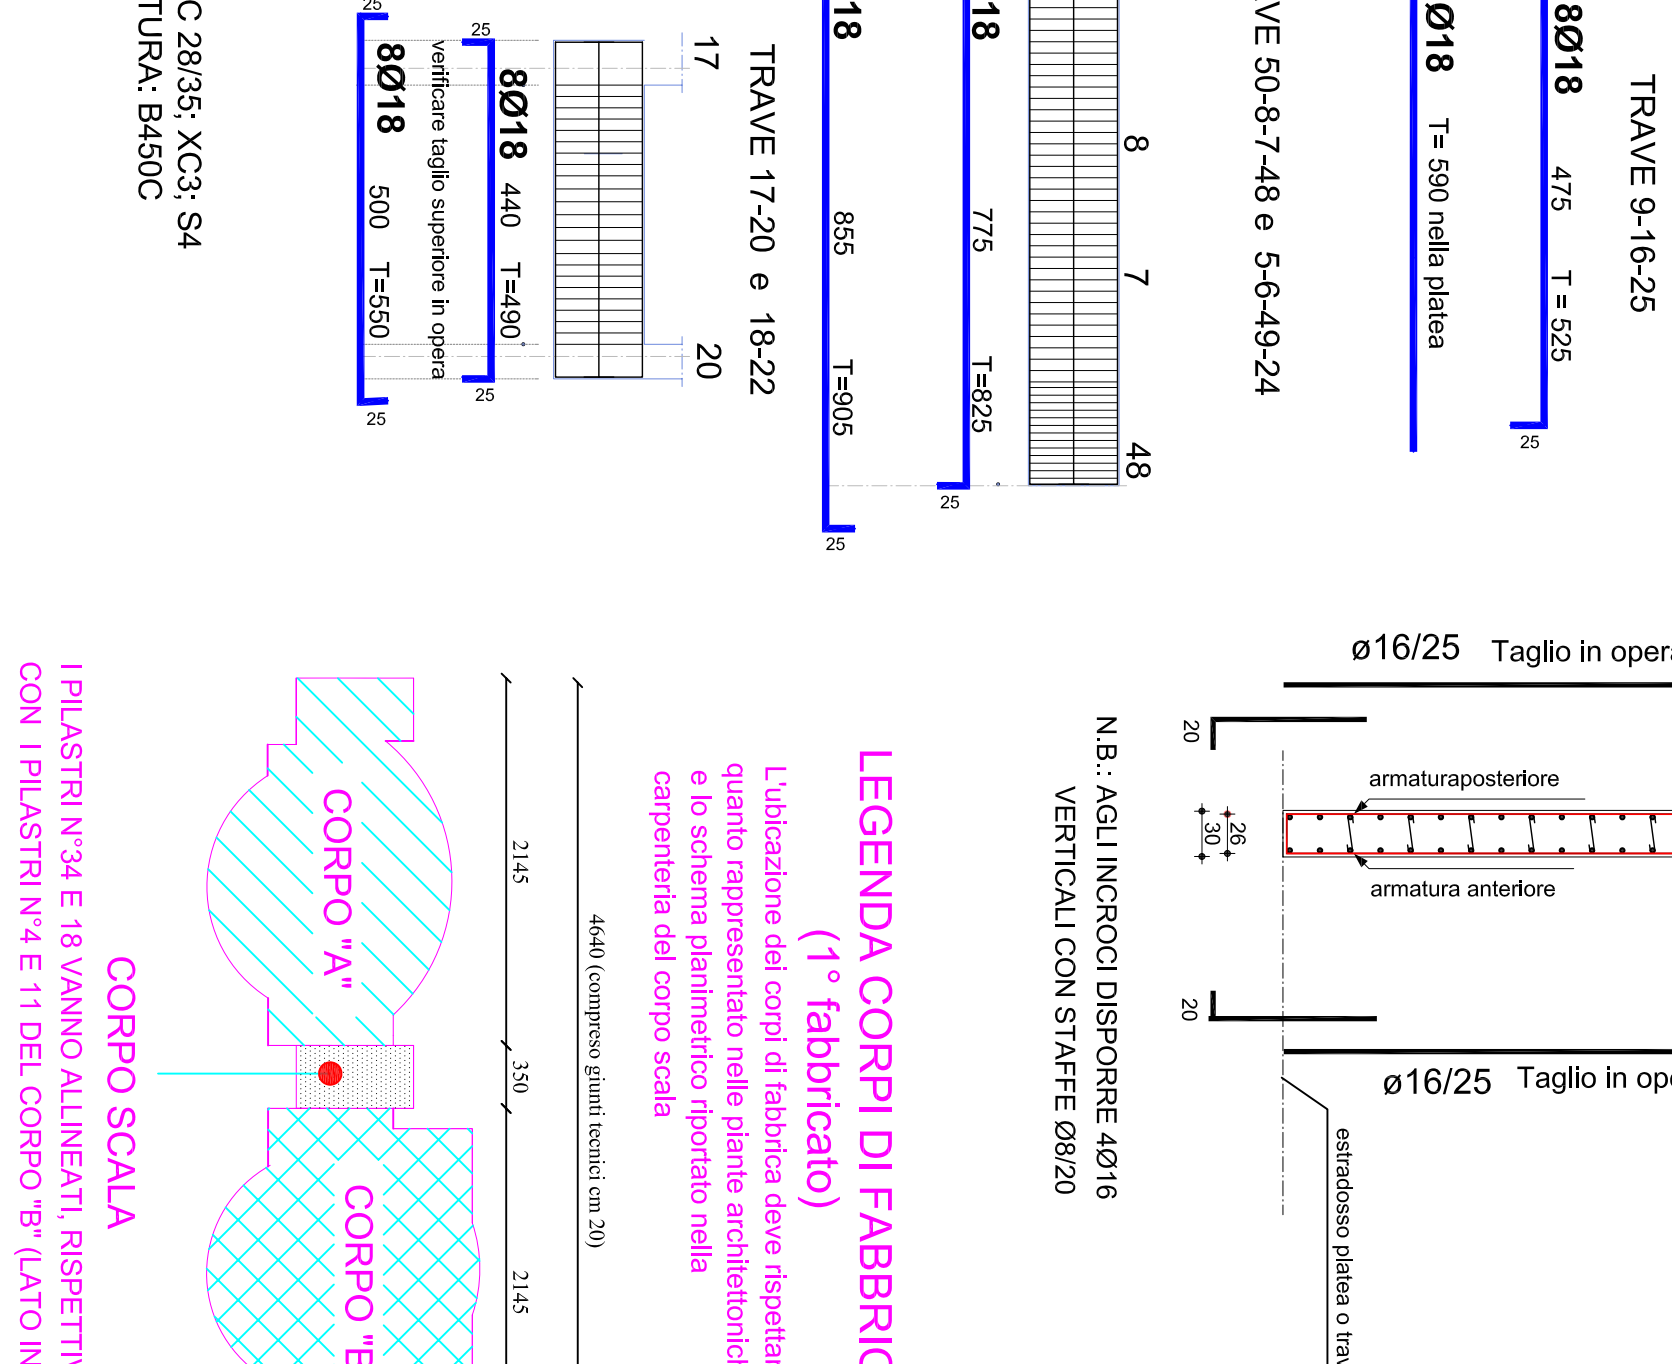 TRAVE 9-16-25
8Ø18 475 T = 525
25
Ø18 T= 590 nella platea
VE 50-8-7-48 e 5-6-49-24
8 7 48
18 775 T=825
25
18 855 T=905
25
TRAVE 17-20 e 18-22
17 20
25 8Ø18 440 T=490 25
verificare taglio superiore in opera
25 8Ø18 500 T=550 25
C 28/35; XC3; S4
TURA: B450C
ø16/25 Taglio in opera
20
armaturaposteriore
26
30
armatura anteriore
20
ø16/25 Taglio in ope
estradosso platea o trav
N.B.: AGLI INCROCI DISPORRE 4Ø16
VERTICALI CON STAFFE Ø8/20
LEGENDA CORPI DI FABBRIC
(1° fabbricato)
L'ubicazione dei corpi di fabbrica deve rispettar
quanto rappresentato nelle piante architettonich
e lo schema planimetrico riportato nella
carpenteria del corpo scala
4640 (compreso giunti tecnici cm 20)
2145 350 2145
CORPO "A"
CORPO "B
CORPO SCALA
I PILASTRI N°34 E 18 VANNO ALLINEATI, RISPETTIV
CON I PILASTRI N°4 E 11 DEL CORPO "B" (LATO IN